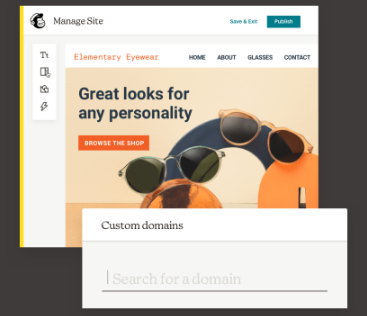 Manage Site
Save & Exit
Publish
Tt
Elementary Eyewear
HOME ABOUT GLASSES CONTACT
Great looks for
any personality
BROWSE THE SHOP
Custom domains
Search for a domain